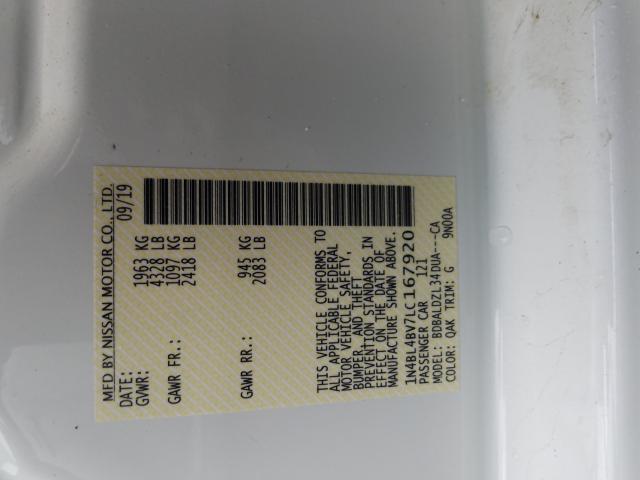 MFD BY NISSAN MOTOR CO., LTD.
DATE: 09/19
GVWR: 1963 KG
4328 LB
GAWR FR.: 1097 KG
2418 LB
GAWR RR.: 945 KG
2083 LB
THIS VEHICLE CONFORMS TO
ALL APPLICABLE FEDERAL
MOTOR VEHICLE SAFETY,
BUMPER, AND THEFT
PREVENTION STANDARDS IN
EFFECT ON THE DATE OF
MANUFACTURE SHOWN ABOVE.
1N4BL4BV7LC167920
PASSENGER CAR 121
MODEL: BDBALDZL34DUA---CA
COLOR: QAK TRIM: G 9N00A